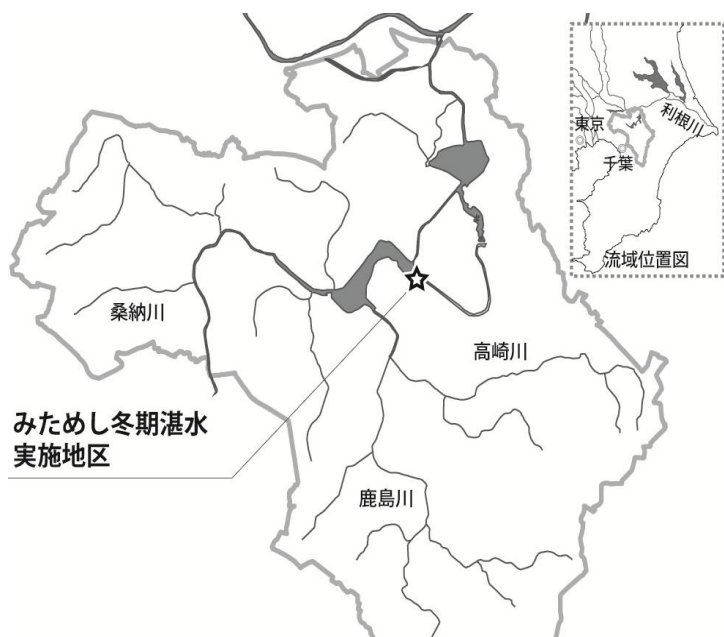 利根川
東京
千葉
流域位置図
桑納川
高崎川
みためし冬期湛水
実施地区
鹿島川